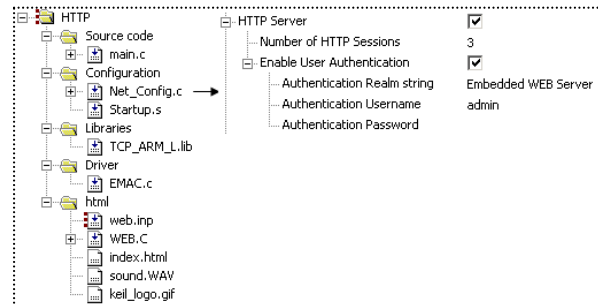 HTTP
Source code
main.c
Configuration
Net_Config.c
Startup.s
Libraries
TCP_ARM_L.lib
Driver
EMAC.c
html
web.inp
WEB.C
index.html
sound.WAV
keil_logo.gif
HTTP Server
Number of HTTP Sessions 3
Enable User Authentication
Authentication Realm string Embedded WEB Server
Authentication Username admin
Authentication Password